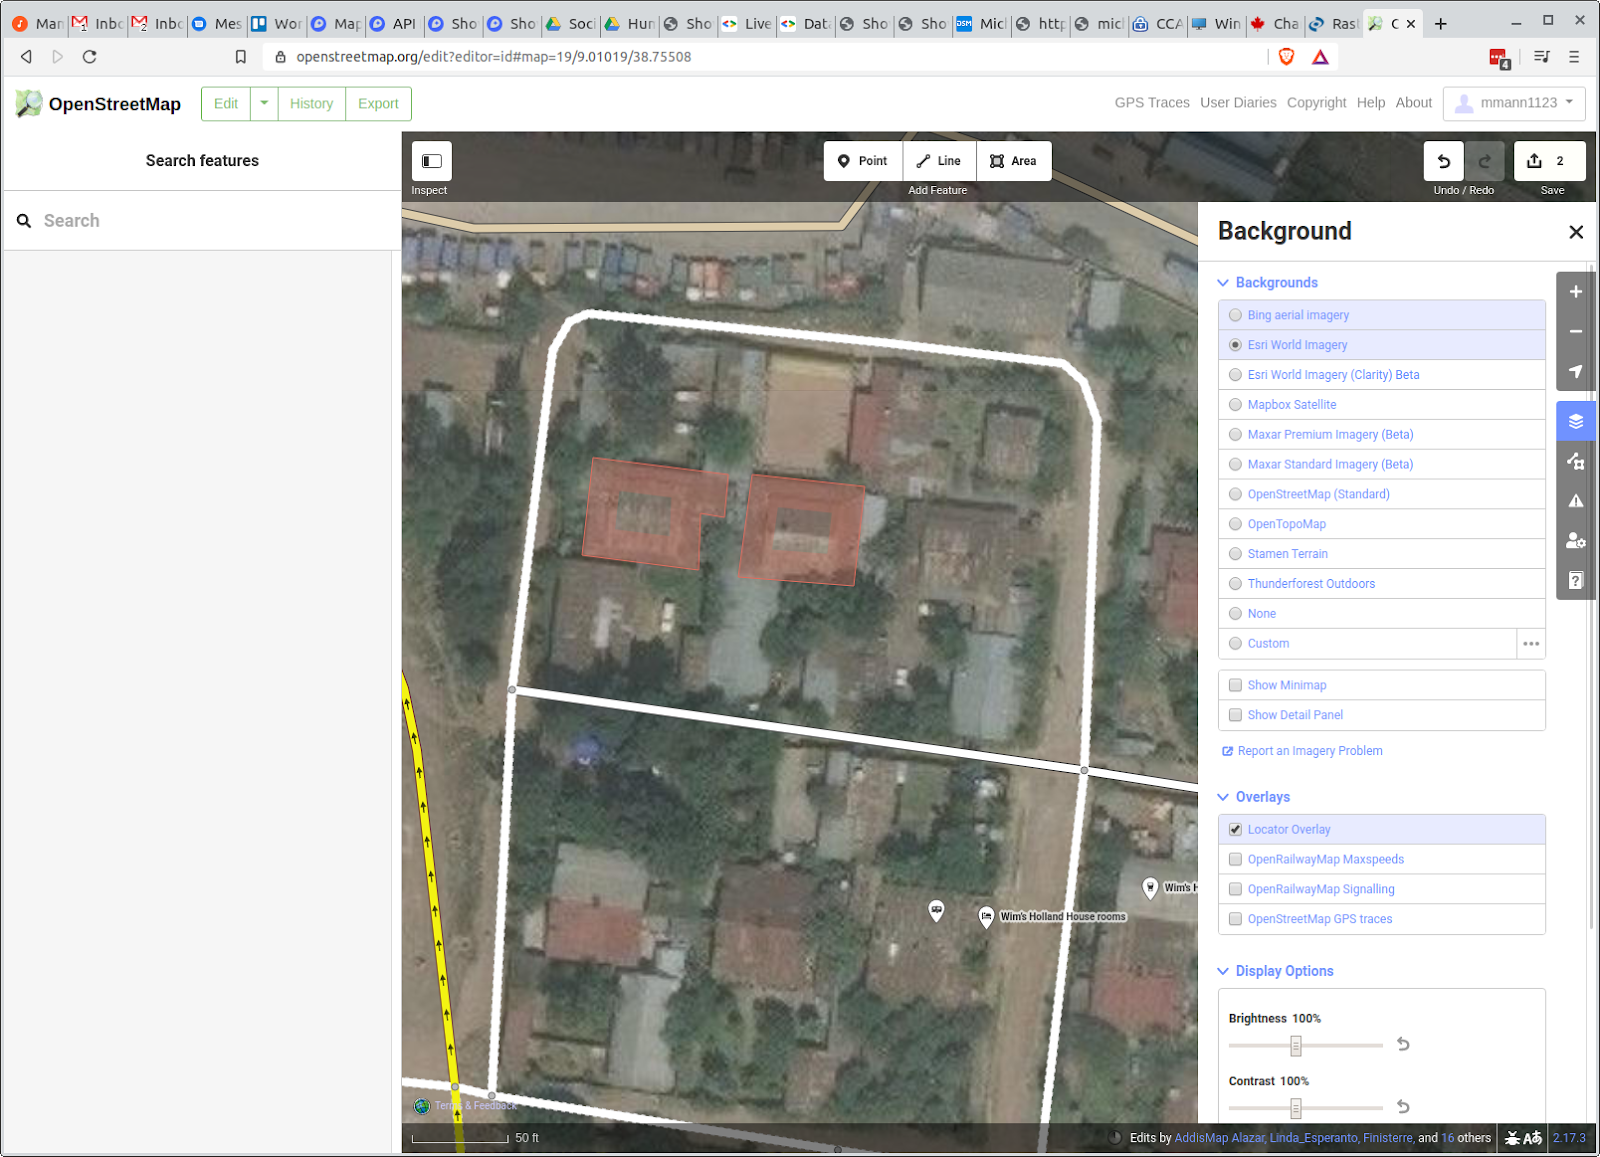 Man Inbo Inbo Mes Wor Map API Sho Sho Soci Hun Sho Live Data Sho Sho Micl http micl CCA Win Cha Rast C
openstreetmap.org/edit?editor=id#map=19/9.01019/38.75508
4
OpenStreetMap
Edit
History
Export
GPS Traces
User Diaries
Copyright
Help
About
mmann1123
Search features
Search
Inspect
Point
Line
Area
Add Feature
Undo / Redo
2
Save
Background
Backgrounds
Bing aerial imagery
Esri World Imagery
Esri World Imagery (Clarity) Beta
Mapbox Satellite
Maxar Premium Imagery (Beta)
Maxar Standard Imagery (Beta)
OpenStreetMap (Standard)
OpenTopoMap
Stamen Terrain
Thunderforest Outdoors
None
Custom
Show Minimap
Show Detail Panel
Report an Imagery Problem
Overlays
Locator Overlay
OpenRailwayMap Maxspeeds
OpenRailwayMap Signalling
OpenStreetMap GPS traces
Display Options
Brightness 100%
Contrast 100%
Wim's H
Wim's Holland House rooms
Terms & Feedback
50 ft
Edits by AddisMap Alazar, Linda_Esperanto, Finisterre, and 16 others
2.17.3